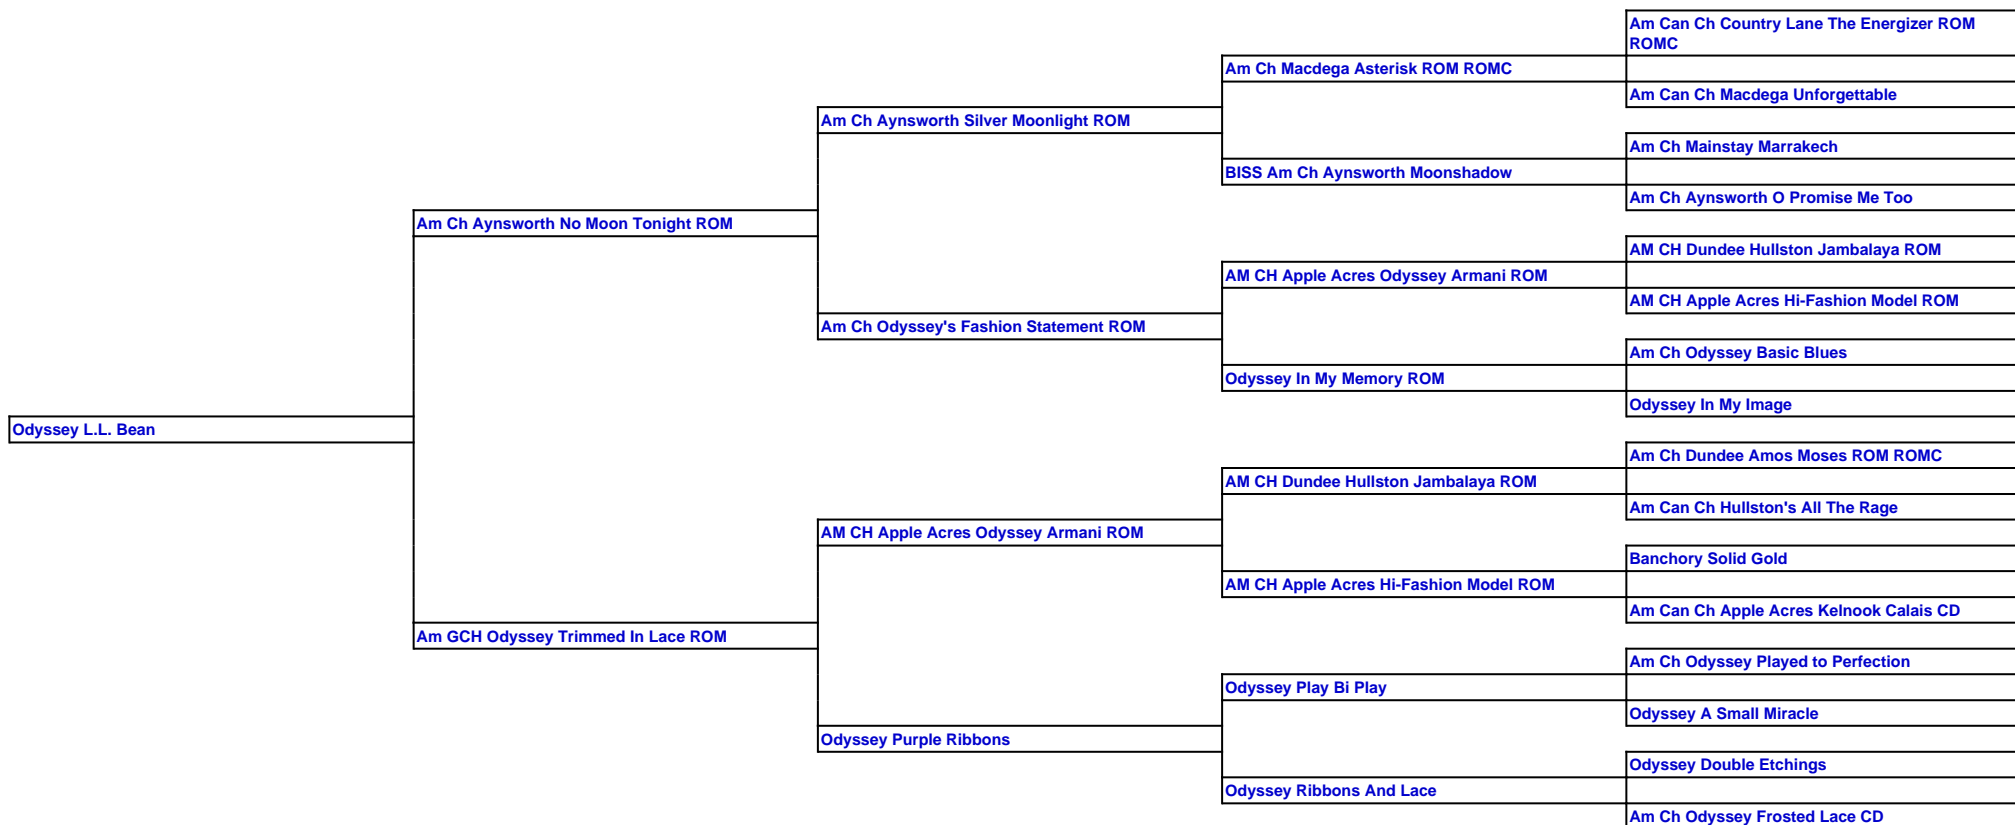 Am Can Ch Country Lane The Energizer ROM
ROMC
Am Ch Macdega Asterisk ROM ROMC
Am Can Ch Macdega Unforgettable
Am Ch Aynsworth Silver Moonlight ROM
Am Ch Mainstay Marrakech
BISS Am Ch Aynsworth Moonshadow
Am Ch Aynsworth O Promise Me Too
Am Ch Aynsworth No Moon Tonight ROM
AM CH Dundee Hullston Jambalaya ROM
AM CH Apple Acres Odyssey Armani ROM
AM CH Apple Acres Hi-Fashion Model ROM
Am Ch Odyssey's Fashion Statement ROM
Am Ch Odyssey Basic Blues
Odyssey In My Memory ROM
Odyssey In My Image
Odyssey L.L. Bean
Am Ch Dundee Amos Moses ROM ROMC
AM CH Dundee Hullston Jambalaya ROM
Am Can Ch Hullston's All The Rage
AM CH Apple Acres Odyssey Armani ROM
Banchory Solid Gold
AM CH Apple Acres Hi-Fashion Model ROM
Am Can Ch Apple Acres Kelnook Calais CD
Am GCH Odyssey Trimmed In Lace ROM
Am Ch Odyssey Played to Perfection
Odyssey Play Bi Play
Odyssey A Small Miracle
Odyssey Purple Ribbons
Odyssey Double Etchings
Odyssey Ribbons And Lace
Am Ch Odyssey Frosted Lace CD